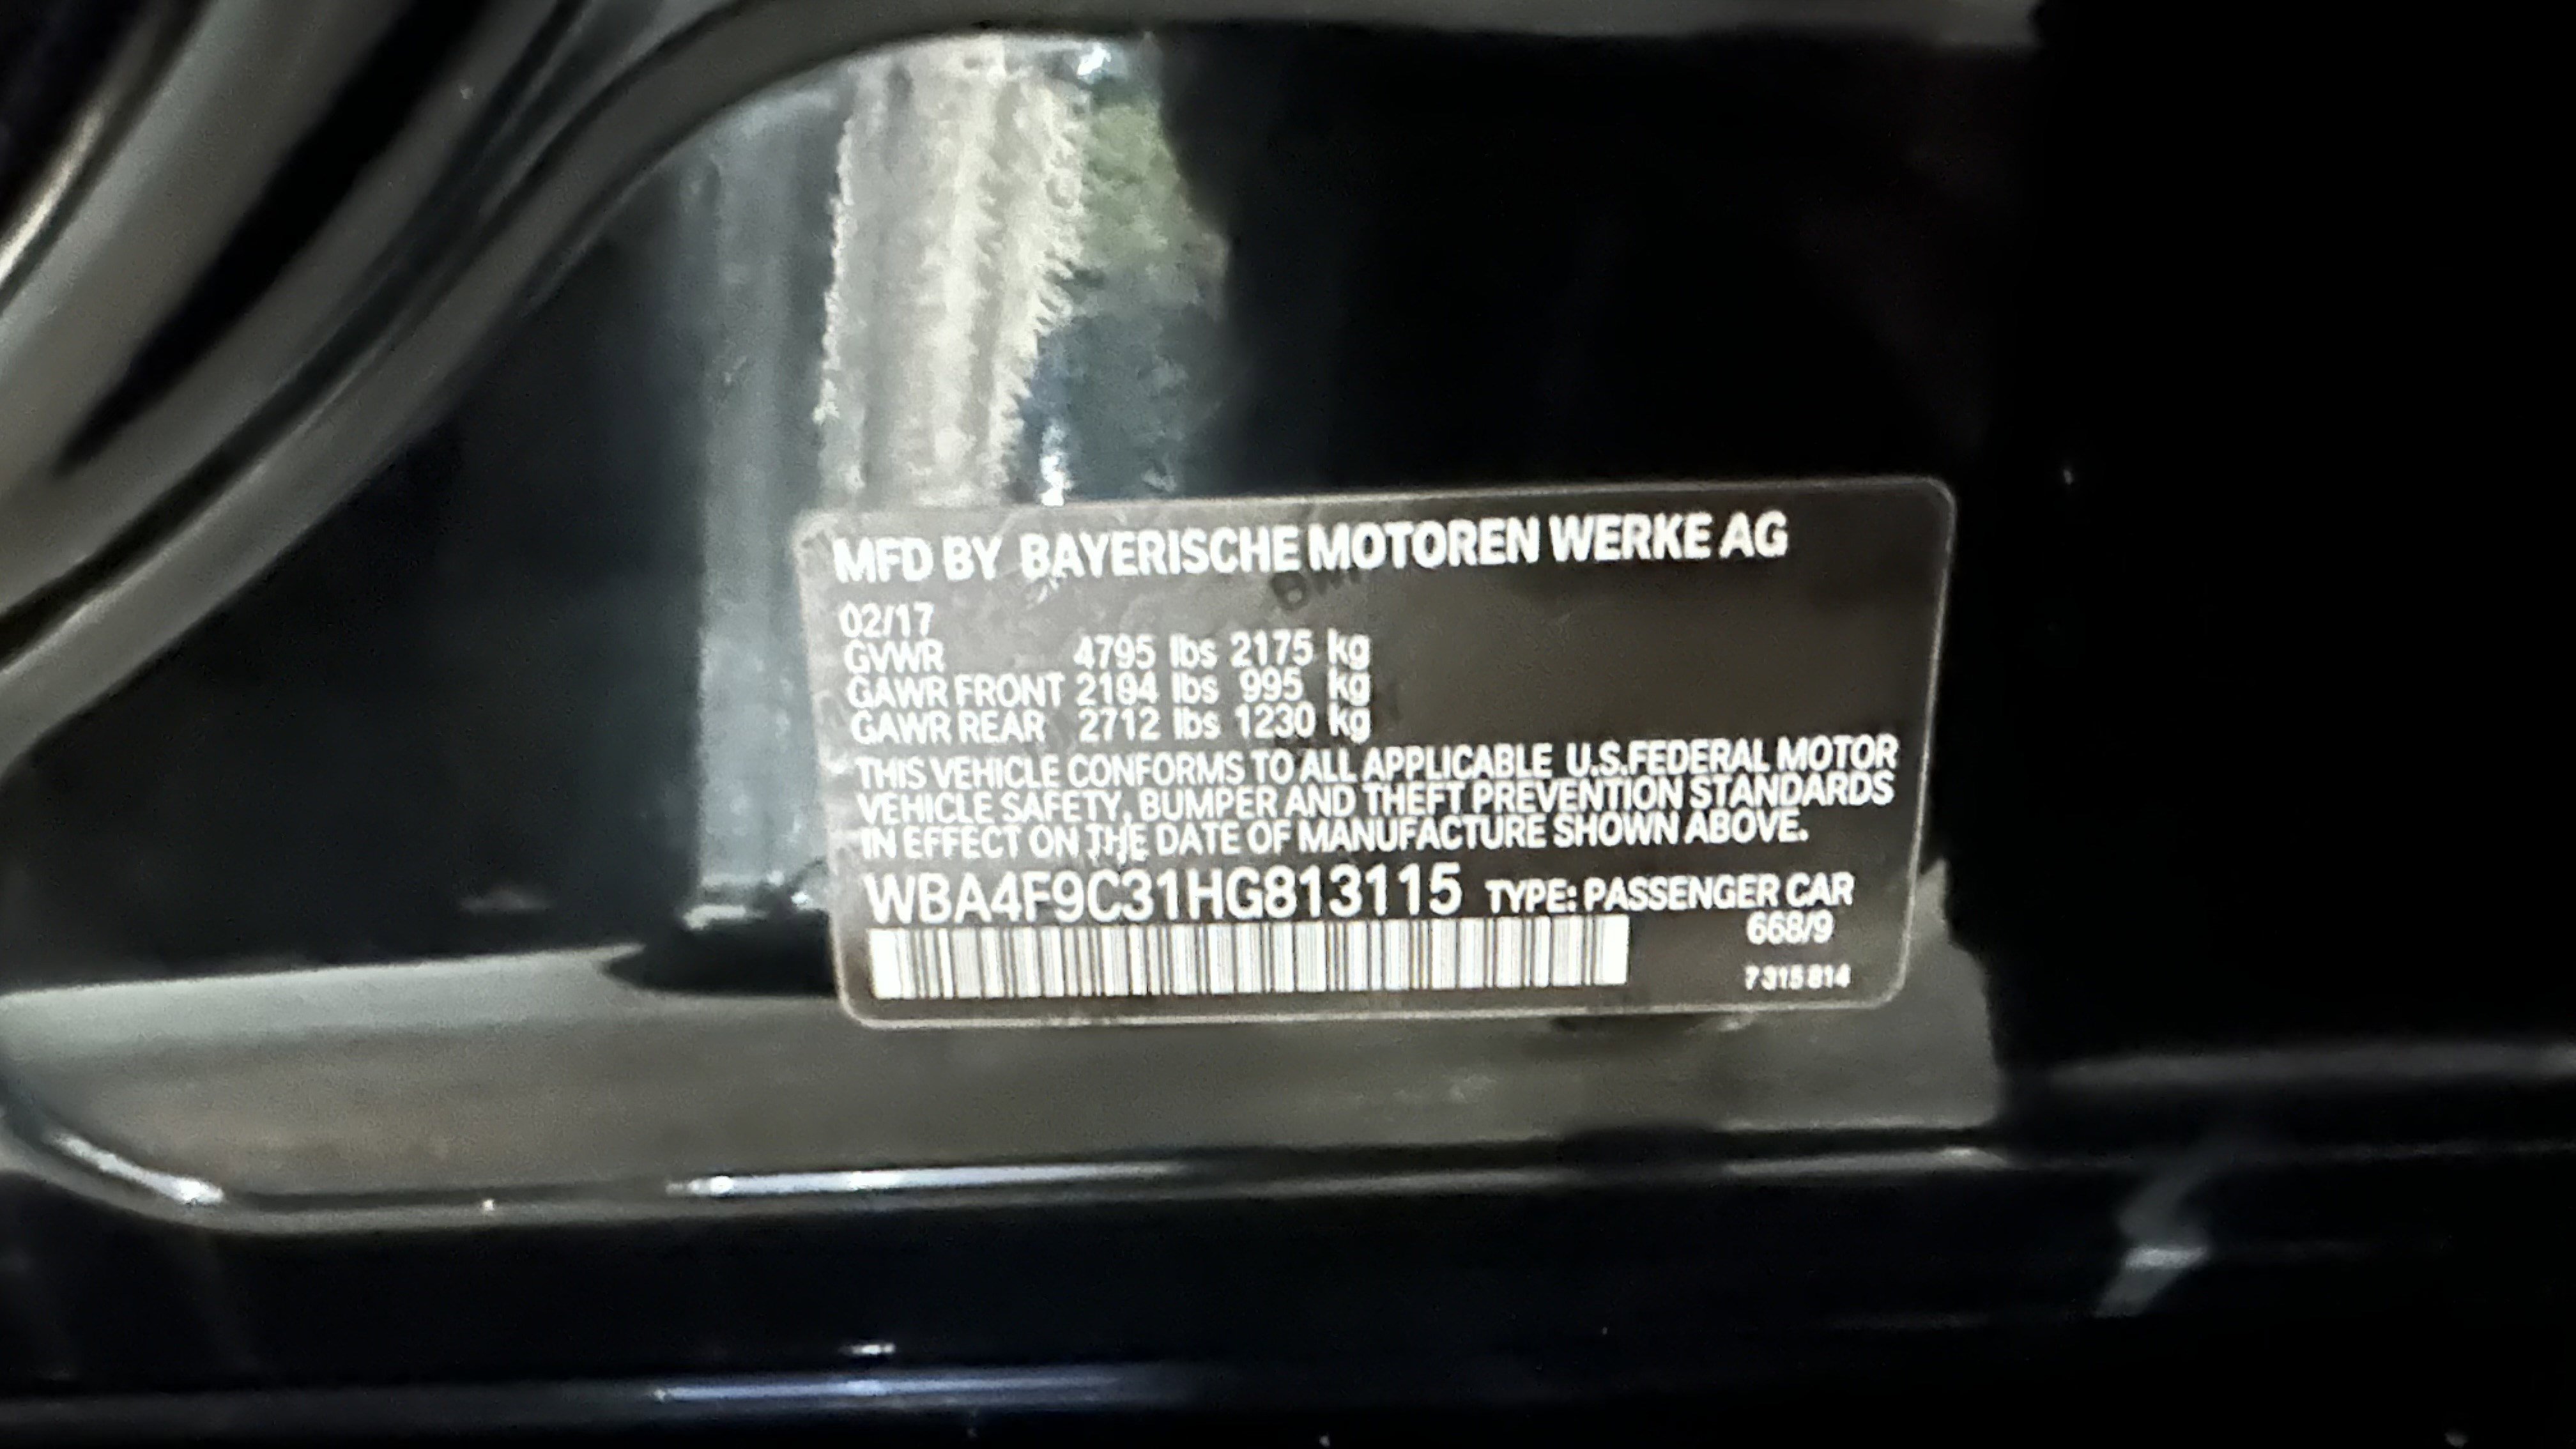 MFD BY BAYERISCHE MOTOREN WERKE AG
02/17
GVWR 4795 lbs 2175 kg
GAWR FRONT 2194 lbs 995 kg
GAWR REAR 2712 lbs 1230 kg
THIS VEHICLE CONFORMS TO ALL APPLICABLE U.S.FEDERAL MOTOR
VEHICLE SAFETY, BUMPER AND THEFT PREVENTION STANDARDS
IN EFFECT ON THE DATE OF MANUFACTURE SHOWN ABOVE.
WBA4F9C31HG813115 TYPE: PASSENGER CAR
668/9
7 315 814